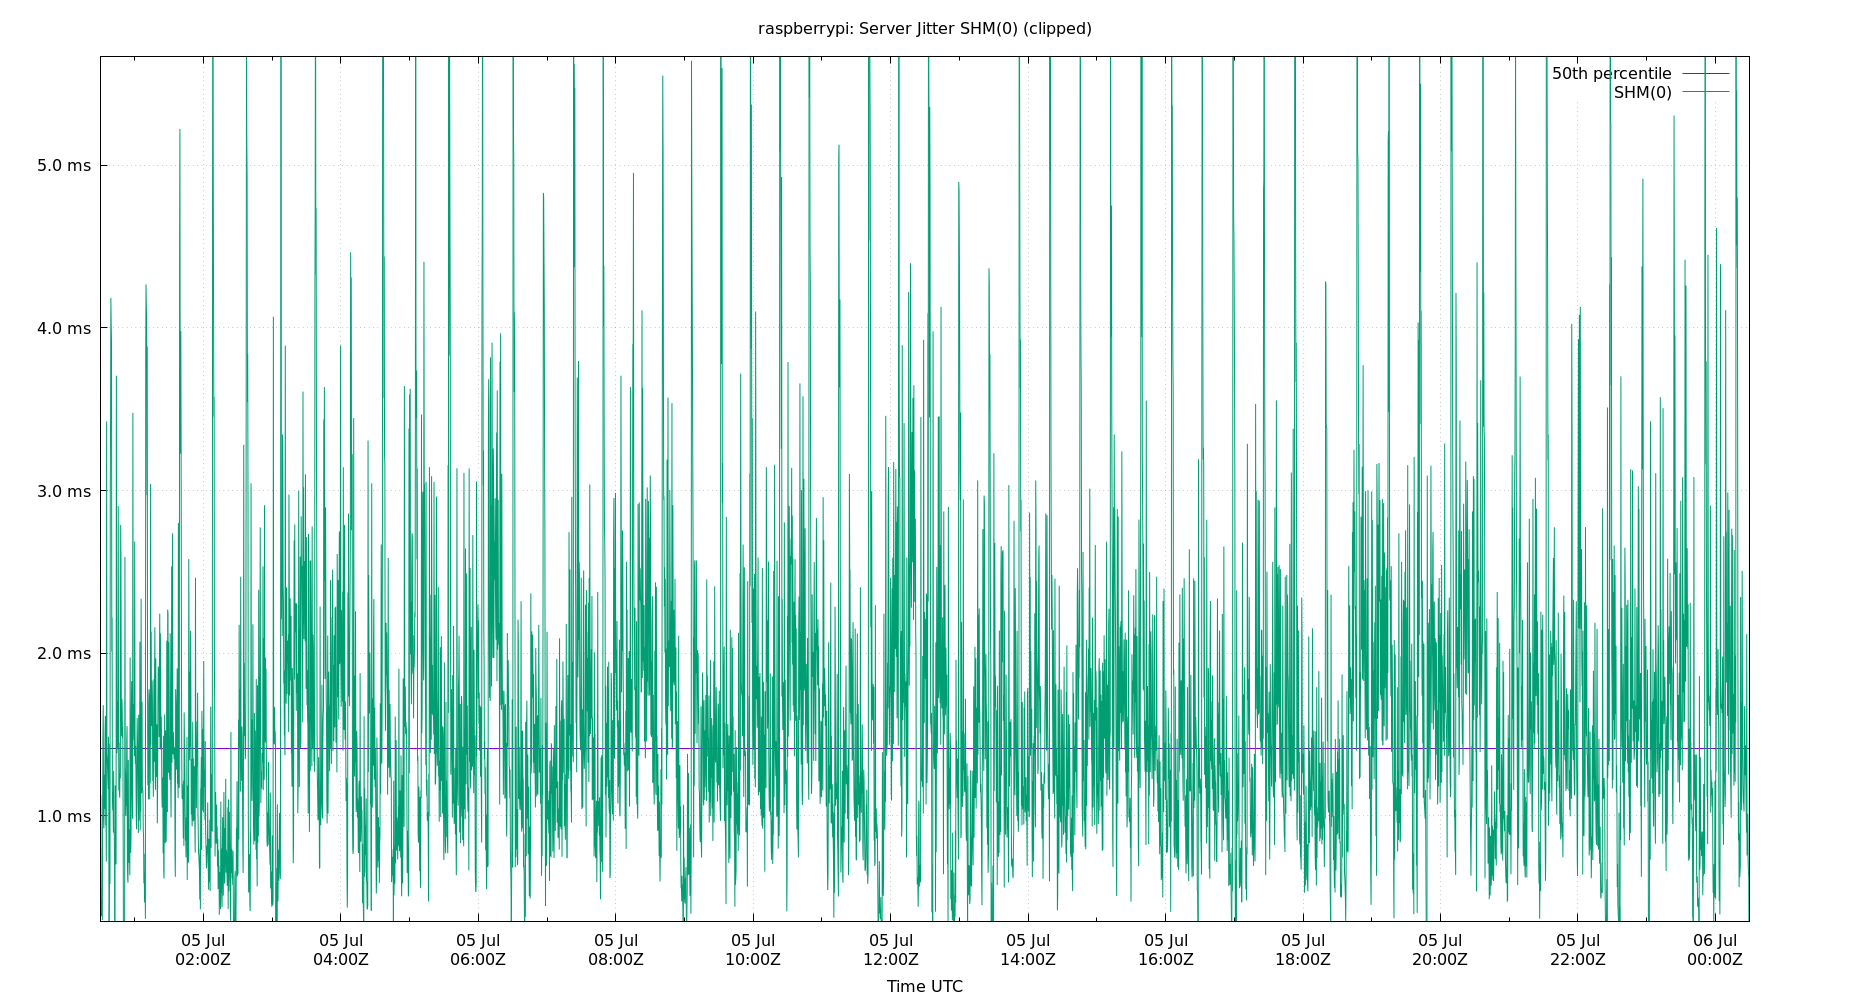 raspberrypi: Server Jitter SHM(0) (clipped)
50th percentile
SHM(0)
5.0 ms
4.0 ms
3.0 ms
2.0 ms
1.0 ms
05 Jul 05 Jul 05 Jul 05 Jul 05 Jul 05 Jul 05 Jul 05 Jul 05 Jul 05 Jul 05 Jul 06 Jul
02:00Z 04:00Z 06:00Z 08:00Z 10:00Z 12:00Z 14:00Z 16:00Z 18:00Z 20:00Z 22:00Z 00:00Z
Time UTC